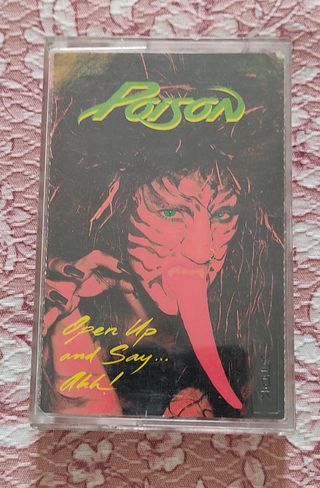 POISON
Open Up
and Say...
Ahh!